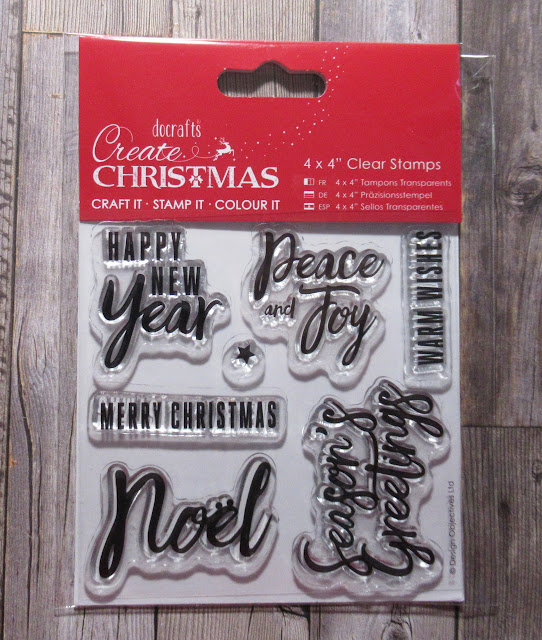 docrafts®
Create
CHRISTMAS
CRAFT IT · STAMP IT · COLOUR IT
4 x 4" Clear Stamps
FR 4 x 4" Tampons Transparents
DE 4 x 4" Präzisionsstempel
ESP 4 x 4" Sellos Transparentes
HAPPY
NEW
Year
Peace
and Joy
WARM WISHES
MERRY CHRISTMAS
Noël
Season's
Greetings
© Design Objectives Ltd